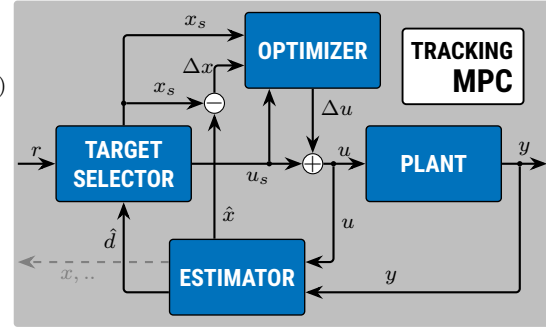 x_s
OPTIMIZER
TRACKING
MPC
Δx
x_s
)
Δu
−
r
TARGET
SELECTOR
u_s
+
u
PLANT
y
x̂
u
d̂
x, ..
ESTIMATOR
y